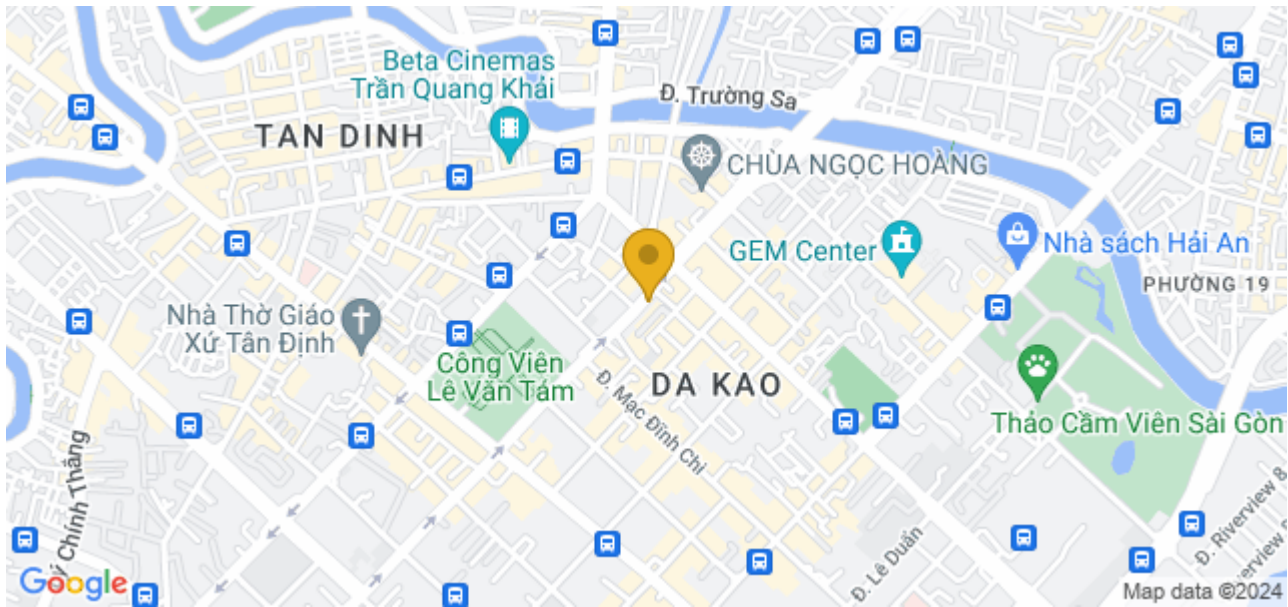 Beta Cinemas
Trần Quang Khải
Đ. Trường Sa
TAN DINH
CHÙA NGỌC HOÀNG
GEM Center
Nhà sách Hải An
PHƯỜNG 19
Nhà Thờ Giáo
Xứ Tân Định
Công Viên
Lê Văn Tám
DA KAO
Đ. Mạc Đĩnh Chi
Thảo Cầm Viên Sài Gòn
Chính Thắng
Đ. Lê Duẩn
Đ. Riverview 8
Google
Map data ©2024